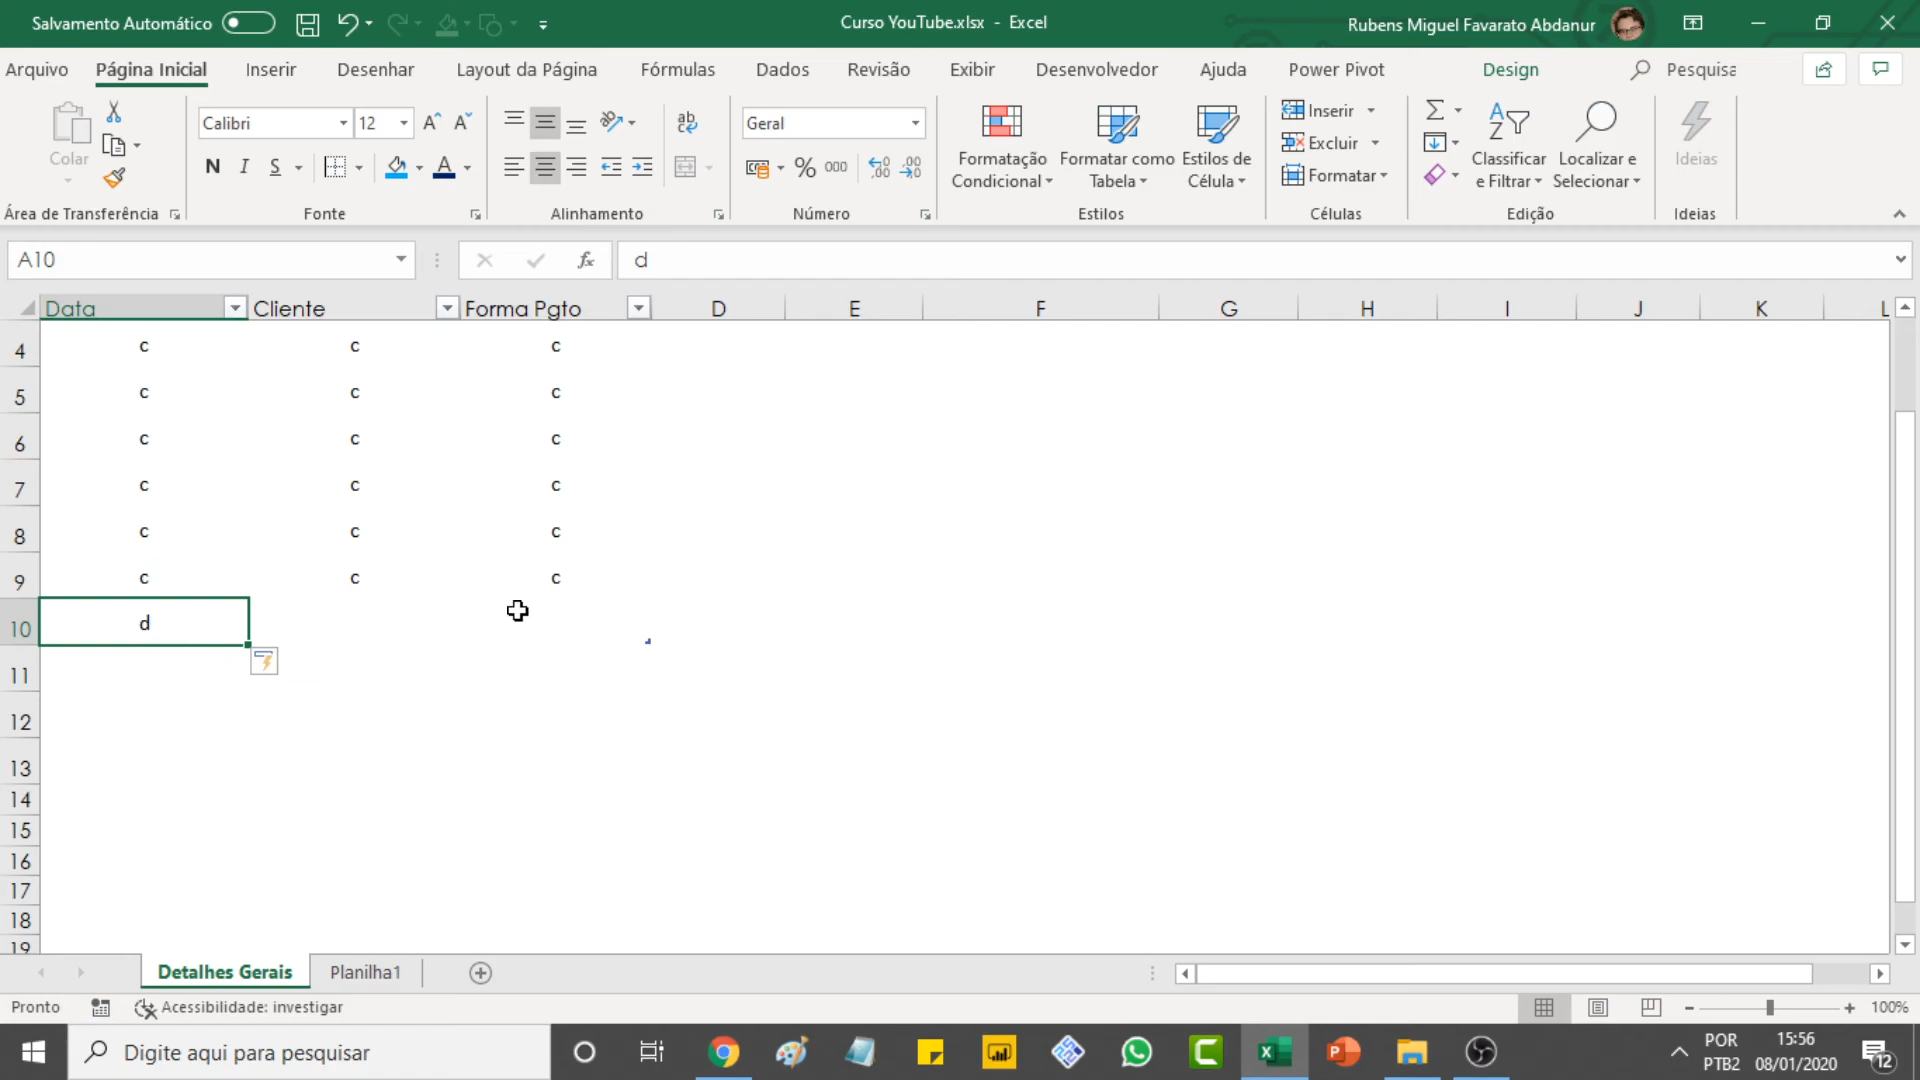 Salvamento Automático
Curso YouTube.xlsx - Excel
Rubens Miguel Favarato Abdanur
Arquivo Página Inicial Inserir Desenhar Layout da Página Fórmulas Dados Revisão Exibir Desenvolvedor Ajuda Power Pivot Design Pesquisa
Colar
Área de Transferência
Calibri 12
N I S A
Fonte
ab
Alinhamento
Geral
% 000
Número
Formatação Condicional
Formatar como Tabela
Estilos de Célula
Estilos
Inserir
Excluir
Formatar
Células
Classificar e Filtrar
Localizar e Selecionar
Edição
Ideias
Ideias
A10 fx d
Data Cliente Forma Pgto D E F G H I J K L
4 c c c
5 c c c
6 c c c
7 c c c
8 c c c
9 c c c
10 d
11
12
13
14
15
16
17
18
19
Detalhes Gerais Planilha1
Pronto Acessibilidade: investigar 100%
Digite aqui para pesquisar
POR
PTB2
15:56
08/01/2020
12